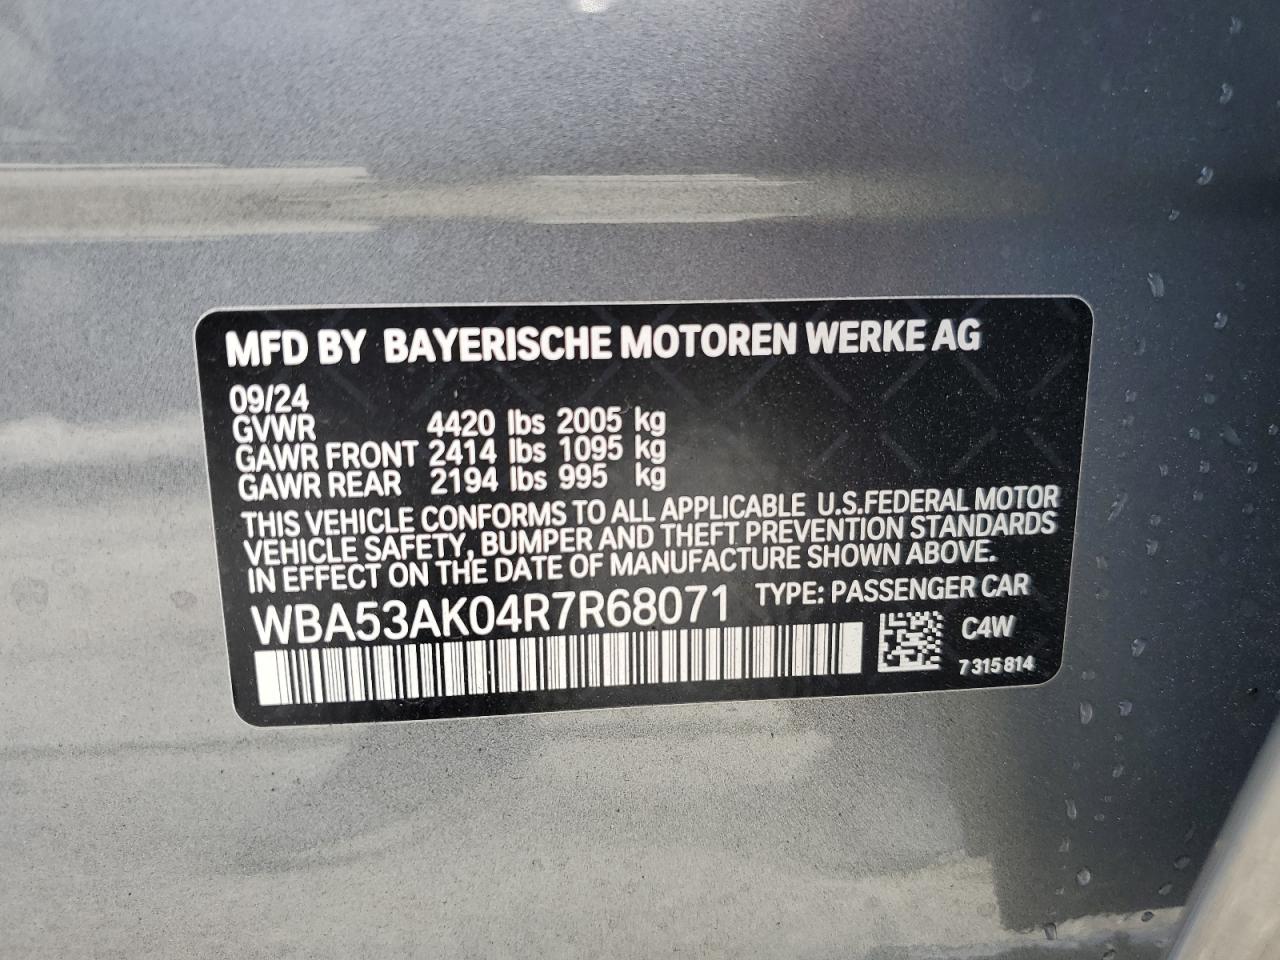 MFD BY BAYERISCHE MOTOREN WERKE AG
09/24
GVWR 4420 lbs 2005 kg
GAWR FRONT 2414 lbs 1095 kg
GAWR REAR 2194 lbs 995 kg
THIS VEHICLE CONFORMS TO ALL APPLICABLE U.S.FEDERAL MOTOR
VEHICLE SAFETY, BUMPER AND THEFT PREVENTION STANDARDS
IN EFFECT ON THE DATE OF MANUFACTURE SHOWN ABOVE.
WBA53AK04R7R68071 TYPE: PASSENGER CAR
C4W
7 315 814